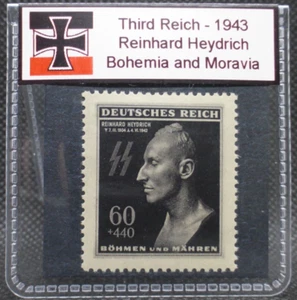 Third Reich - 1943
Reinhard Heydrich
Bohemia and Moravia
DEUTSCHES REICH
REINHARD HEYDRICH
60
+440
BÖHMEN UND MÄHREN